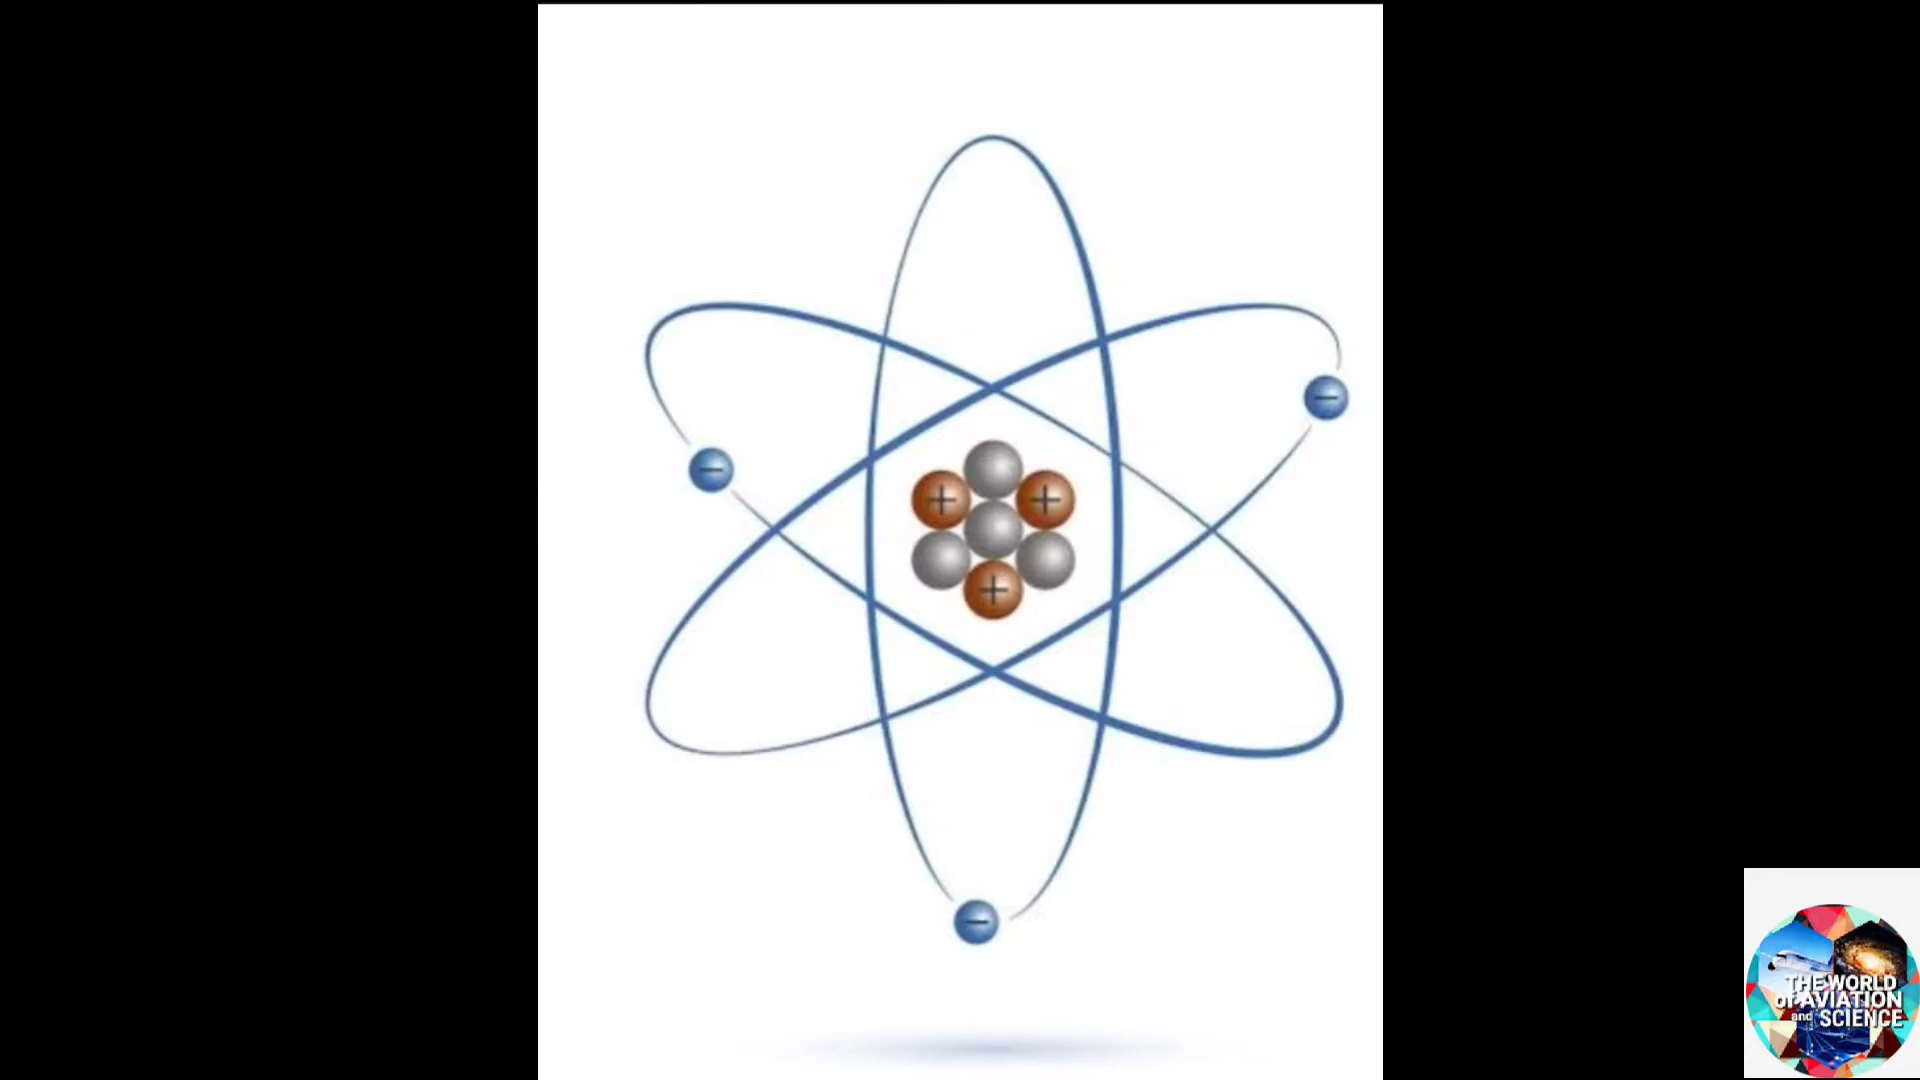 −
+ +
−
+
−
THE WORLD
of AVIATION
and SCIENCE